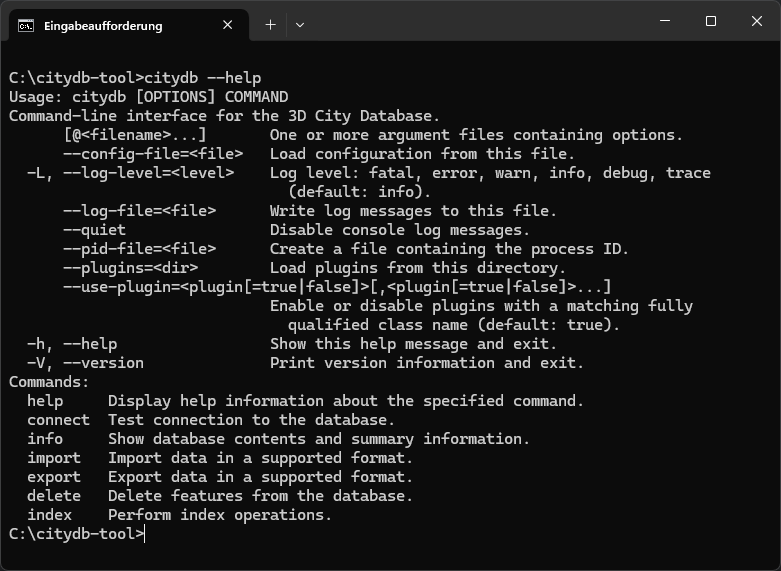 Eingabeaufforderung
C:\citydb-tool>citydb --help
Usage: citydb [OPTIONS] COMMAND
Command-line interface for the 3D City Database.
      [@<filename>...]       One or more argument files containing options.
      --config-file=<file>   Load configuration from this file.
  -L, --log-level=<level>    Log level: fatal, error, warn, info, debug, trace
                               (default: info).
      --log-file=<file>      Write log messages to this file.
      --quiet                Disable console log messages.
      --pid-file=<file>      Create a file containing the process ID.
      --plugins=<dir>        Load plugins from this directory.
      --use-plugin=<plugin[=true|false]>[,<plugin[=true|false]>...]
                             Enable or disable plugins with a matching fully
                               qualified class name (default: true).
  -h, --help                 Show this help message and exit.
  -V, --version              Print version information and exit.
Commands:
  help     Display help information about the specified command.
  connect  Test connection to the database.
  info     Show database contents and summary information.
  import   Import data in a supported format.
  export   Export data in a supported format.
  delete   Delete features from the database.
  index    Perform index operations.
C:\citydb-tool>